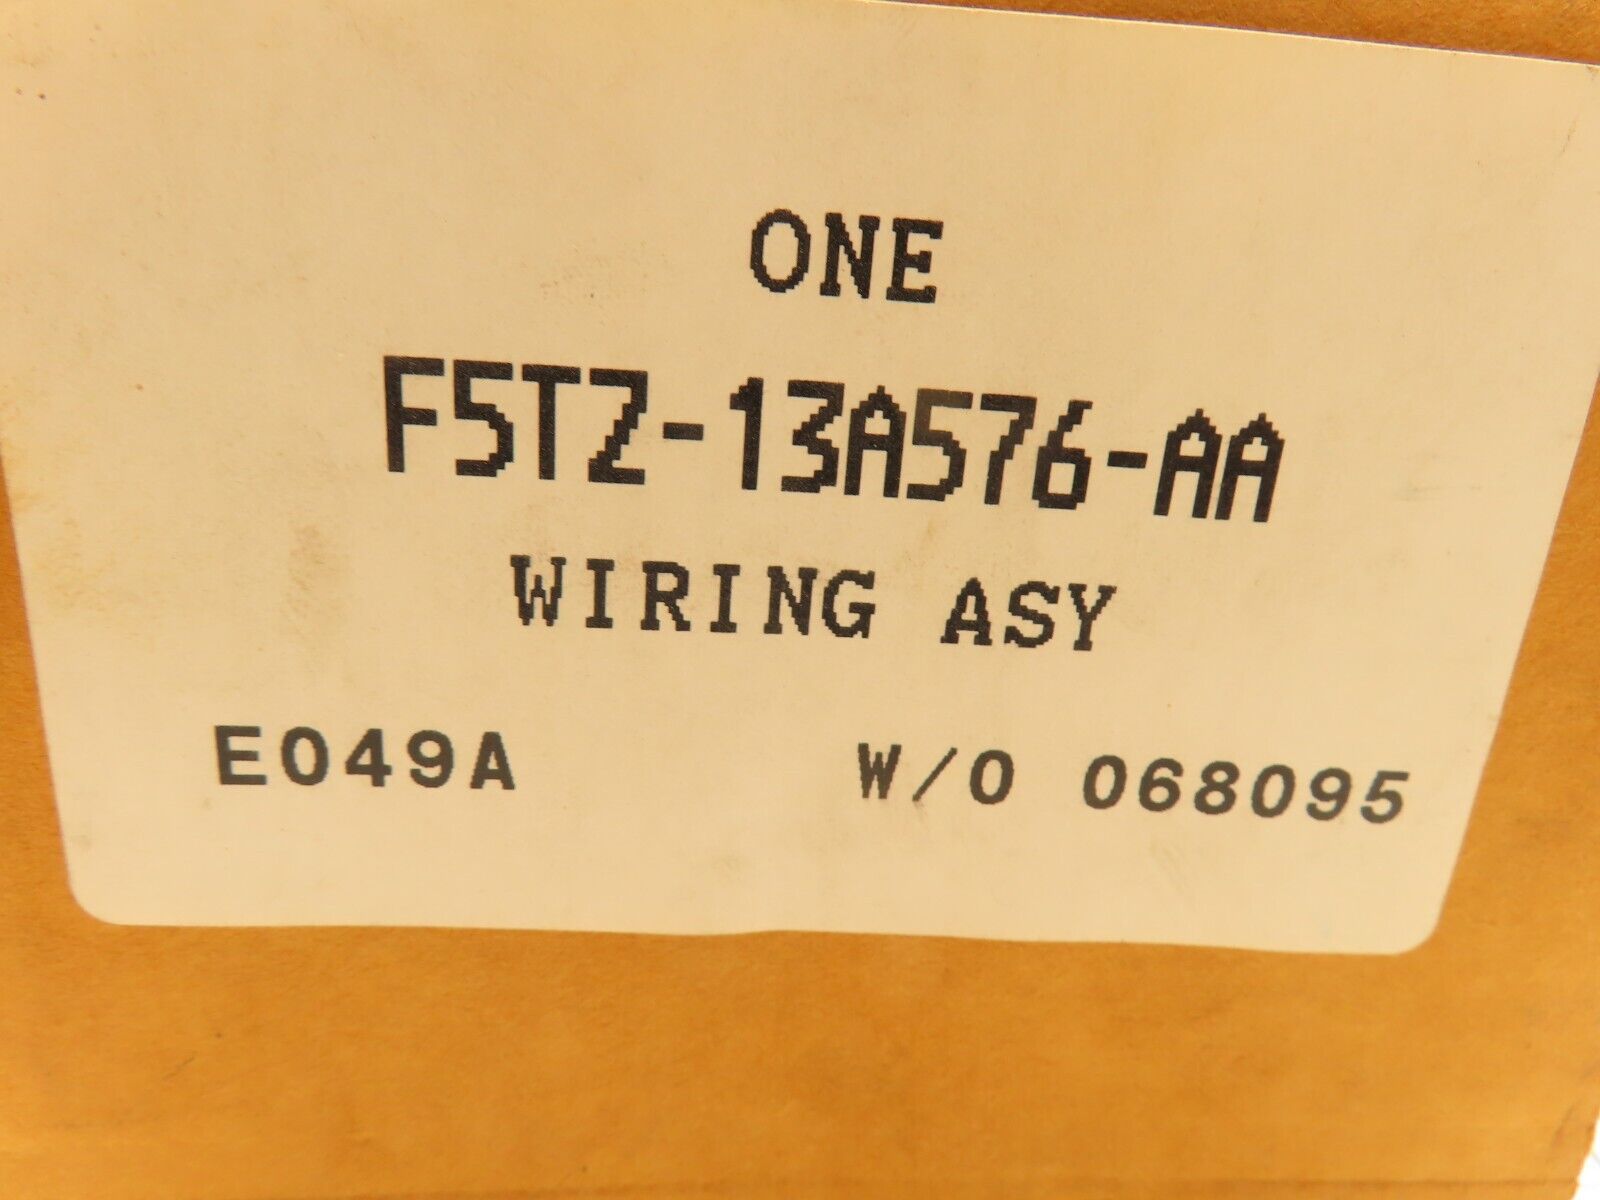 ONE
F5TZ-13A576-AA
WIRING ASY
E049A W/O 068095